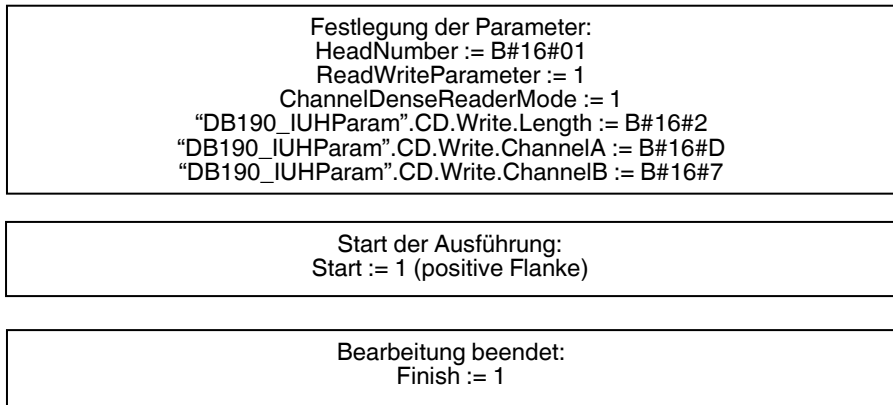 Festlegung der Parameter:
HeadNumber := B#16#01
ReadWriteParameter := 1
ChannelDenseReaderMode := 1
“DB190_IUHParam”.CD.Write.Length := B#16#2
“DB190_IUHParam”.CD.Write.ChannelA := B#16#D
“DB190_IUHParam”.CD.Write.ChannelB := B#16#7
Start der Ausführung:
Start := 1 (positive Flanke)
Bearbeitung beendet:
Finish := 1